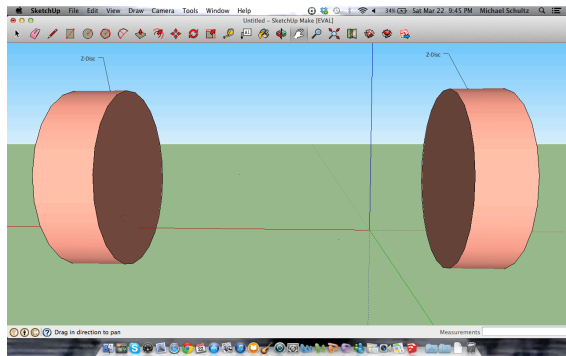 SketchUp File Edit View Draw Camera Tools Window Help 34% Sat Mar 22 9:45 PM Michael Schultz
Untitled – SketchUp Make [EVAL]
Z-Disc
Z-Disc
Drag in direction to pan
Measurements